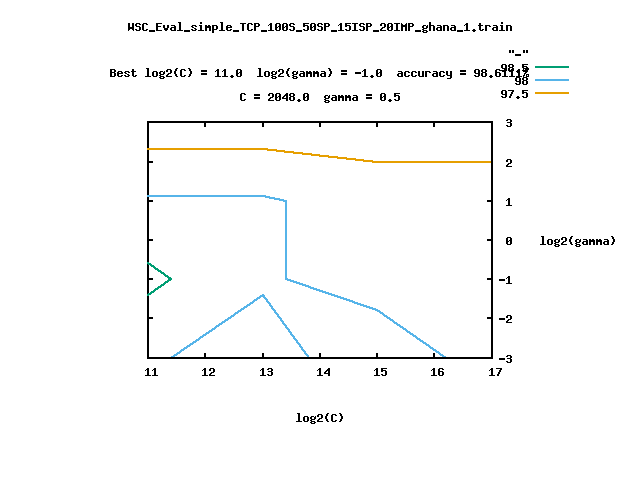 WSC_Eval_simple_TCP_100S_50SP_15ISP_20IMP_ghana_1.train
"-"
Best log2(C) = 11.0 log2(gamma) = -1.0 accuracy = 98.6111%
98.5
98
C = 2048.0 gamma = 0.5
97.5
3
2
1
0
log2(gamma)
-1
-2
-3
11 12 13 14 15 16 17
log2(C)